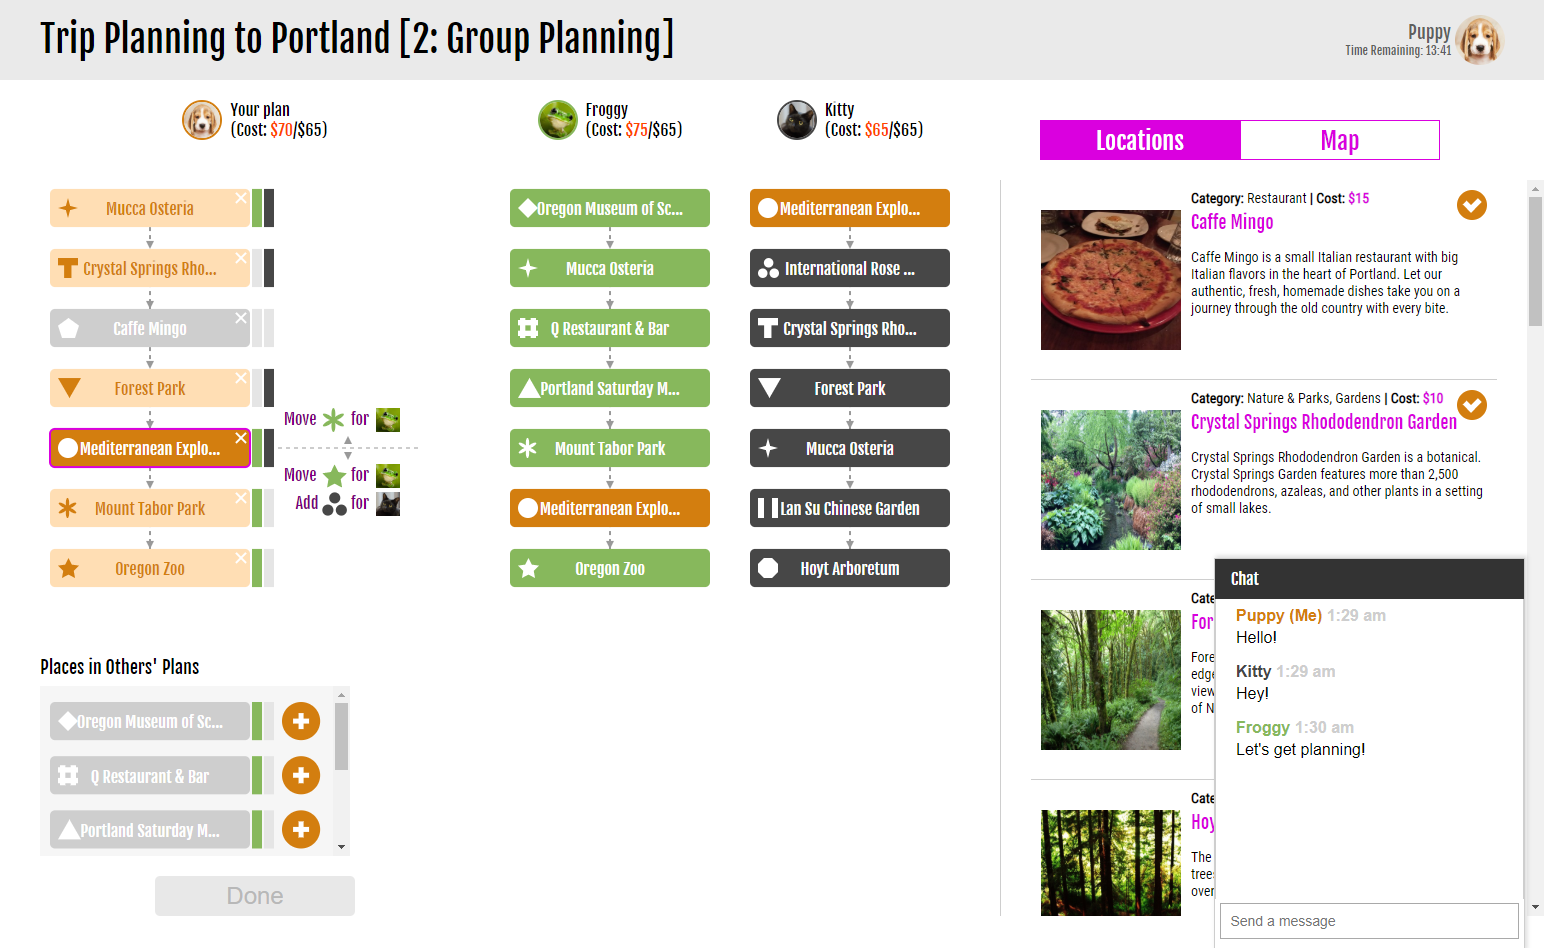 Trip Planning to Portland [2: Group Planning]
Puppy
Time Remaining: 13:41
Your plan
(Cost: $70/$65)
Froggy
(Cost: $75/$65)
Kitty
(Cost: $65/$65)
Mucca Osteria
Crystal Springs Rho...
Caffe Mingo
Forest Park
Mediterranean Explo...
Mount Tabor Park
Oregon Zoo
Move for
Move for
Add for
Oregon Museum of Sc...
Mucca Osteria
Q Restaurant & Bar
Portland Saturday M...
Mount Tabor Park
Mediterranean Explo...
Oregon Zoo
Mediterranean Explo...
International Rose ...
Crystal Springs Rho...
Forest Park
Mucca Osteria
Lan Su Chinese Garden
Hoyt Arboretum
Places in Others' Plans
Oregon Museum of Sc...
Q Restaurant & Bar
Portland Saturday M...
Done
Locations
Map
Category: Restaurant | Cost: $15
Caffe Mingo
Caffe Mingo is a small Italian restaurant with big
Italian flavors in the heart of Portland. Let our
authentic, fresh, homemade dishes take you on a
journey through the old country with every bite.
Category: Nature & Parks, Gardens | Cost: $10
Crystal Springs Rhododendron Garden
Crystal Springs Rhododendron Garden is a botanical.
Crystal Springs Garden features more than 2,500
rhododendrons, azaleas, and other plants in a setting
of small lakes.
Cate
For
Fore
edge
view
of N
Cate
Hoy
The
tree
over
Chat
Puppy (Me) 1:29 am
Hello!
Kitty 1:29 am
Hey!
Froggy 1:30 am
Let's get planning!
Send a message